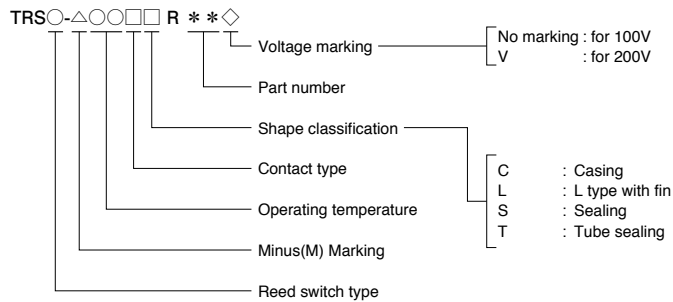 TRS○-△○○□□ R ＊＊◇
Voltage marking
No marking : for 100V
V : for 200V
Part number
Shape classification
C : Casing
L : L type with fin
S : Sealing
T : Tube sealing
Contact type
Operating temperature
Minus(M) Marking
Reed switch type